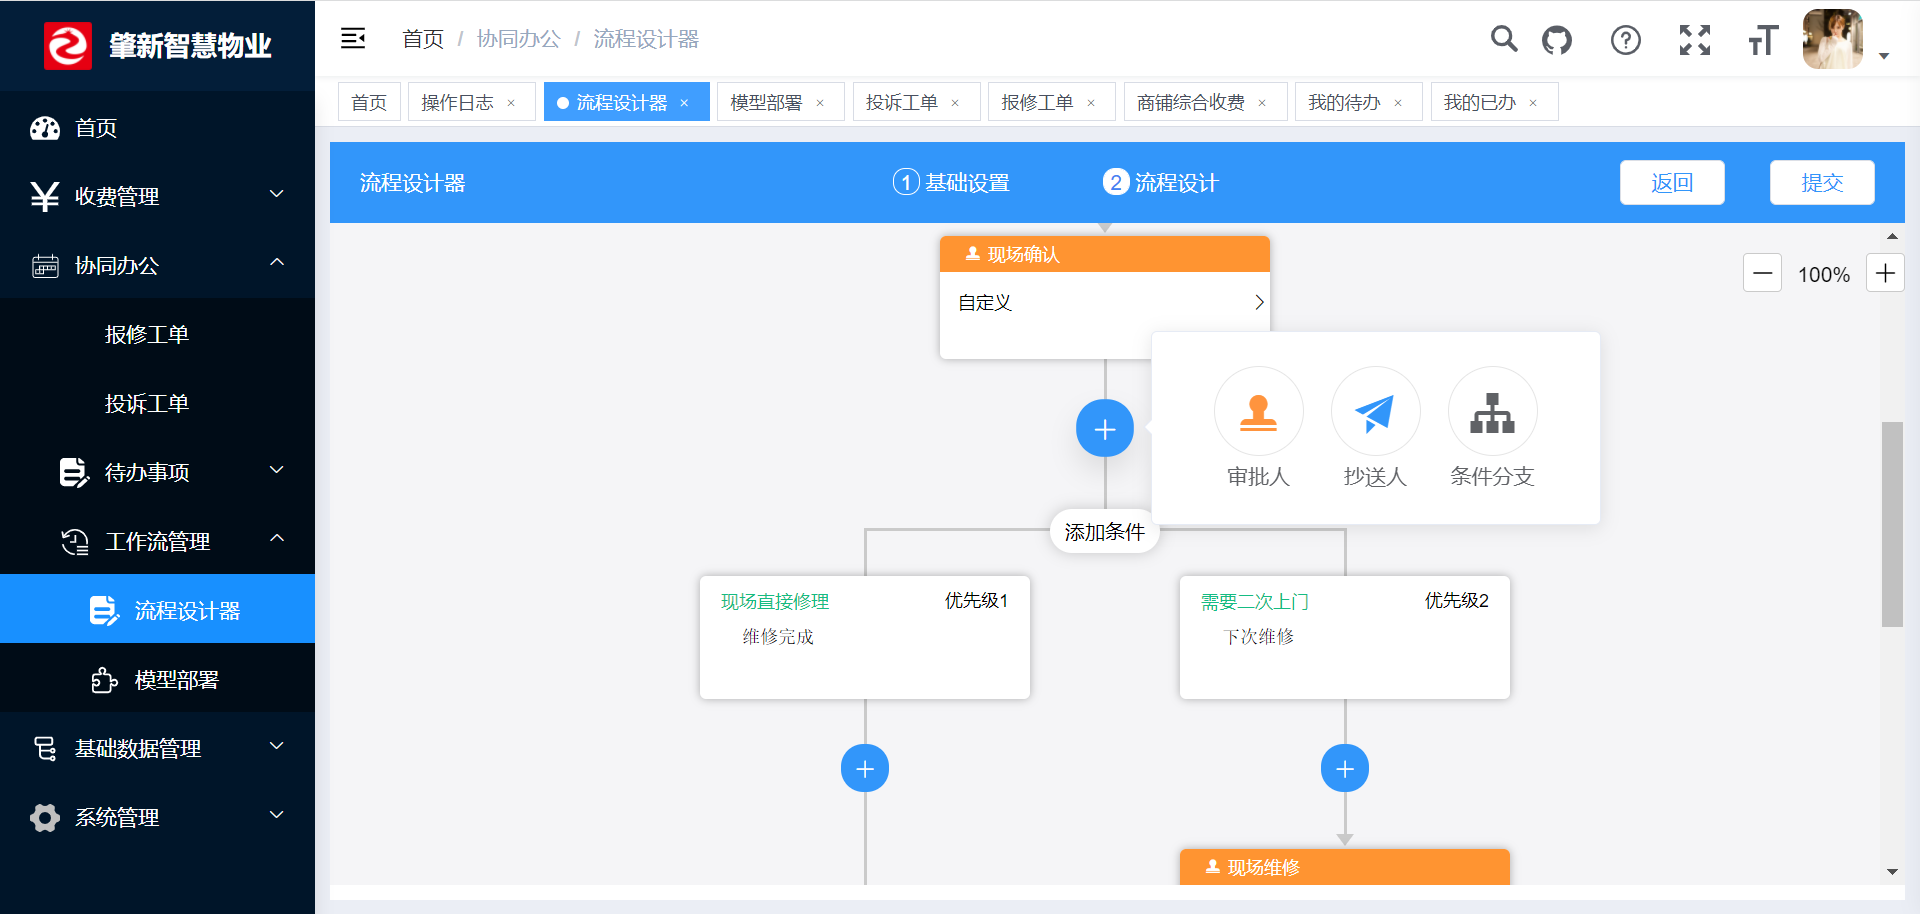 肇新智慧物业
首页 / 协同办公 / 流程设计器
首页
操作日志 ×
流程设计器 ×
模型部署 ×
投诉工单 ×
报修工单 ×
商铺综合收费 ×
我的待办 ×
我的已办 ×
首页
收费管理
协同办公
报修工单
投诉工单
待办事项
工作流管理
流程设计器
模型部署
基础数据管理
系统管理
流程设计器
1 基础设置
2 流程设计
返回
提交
100%
现场确认
自定义
审批人
抄送人
条件分支
添加条件
现场直接修理 优先级1
维修完成
需要二次上门 优先级2
下次维修
现场维修